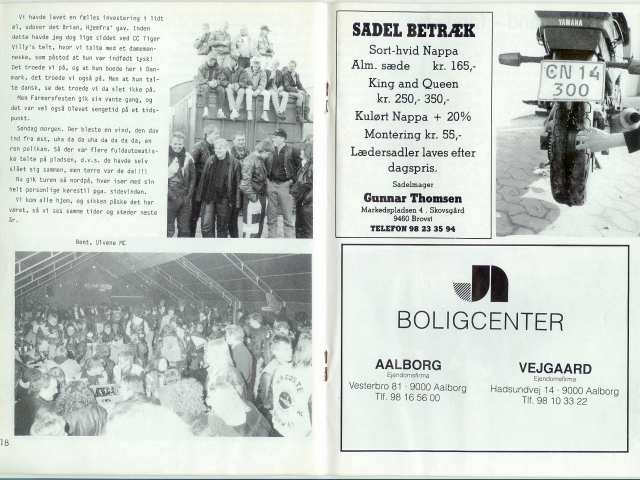 Vi havde lavet en fælles investering i lidt
øl, udover det Brian, Hjemfra' gav. Inden
dette havde jeg dog lige siddet ved CC Tiger
Villy's telt, hvor vi talte med et damemen-
neske, som påstod at hun var indfødt tysk!
Det troede vi på, og at hun boede her i Dan-
mark, det troede vi også på. Men at hun tal-
te dansk, se det troede vi da slet ikke på.
Men Farmersfesten gik sin vante gang, og
det var vel også blevet sengetid på et tids-
punkt.
Søndag morgen. Der blæste en vind, den dav
ind fra øst, uha da da uha da da da da, en
ren pelikan. Så der var flere fuldautomatis-
ke telte på pladsen, d.v.s. de havde selv
slået sig sammen, men tørre var de da!!!
Nu gik turen så nordpå, hvor iser med sin
helt personlige kørestil pga. sidevinden.
Vi kom alle hjem, og sikken påske det har
været, så vi ses samme tider og steder næste
år.
Bent, Ulvene MC
18
SADEL BETRÆK
Sort-hvid Nappa
Alm. sæde kr. 165,-
King and Queen
kr. 250,- 350,-
Kulørt Nappa + 20%
Montering kr. 55,-
Lædersadler laves efter
dagspris.
Sadelmager
Gunnar Thomsen
Markedspladsen 4 . Skovsgård
9460 Brovst
TELEFON 98 23 35 94
YAMAHA
CN 14
300
BOLIGCENTER
AALBORG
Ejendomsfirma
Vesterbro 81 · 9000 Aalborg
Tlf. 98 16 56 00
VEJGAARD
Ejendomsfirma
Hadsundvej 14 · 9000 Aalborg
Tlf. 98 10 33 22